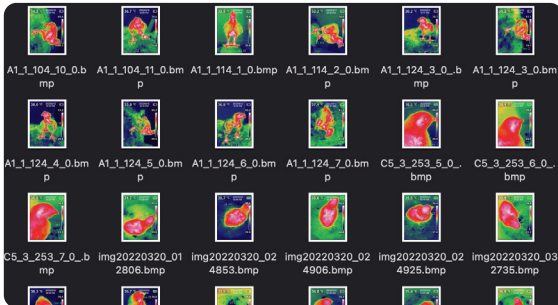 A1_1_104_10_0.b
mp
A1_1_104_11_0.b
mp
A1_1_114_1_0.bmp
A1_1_114_2_0.bm
p
A1_1_124_3_0_.b
mp
A1_1_124_3_0.bm
p
A1_1_124_4_0.bm
p
A1_1_124_5_0.bm
p
A1_1_124_6_0.bm
p
A1_1_124_7_0.bm
p
C5_3_253_5_0_.
bmp
C5_3_253_6_0_.
bmp
C5_3_253_7_0_.b
mp
img20220320_01
2806.bmp
img20220320_02
4853.bmp
img20220320_02
4906.bmp
img20220320_02
4925.bmp
img20220320_03
2735.bmp